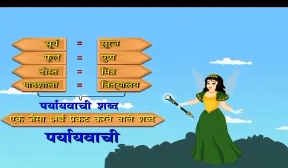 सूर्य = सूरज
फूल = पुष्प
दोस्त = मित्र
पाठशाला = विद्यालय
पर्यायवाची शब्द
एक जैसा अर्थ प्रकट करने वाले शब्द
पर्यायवाची